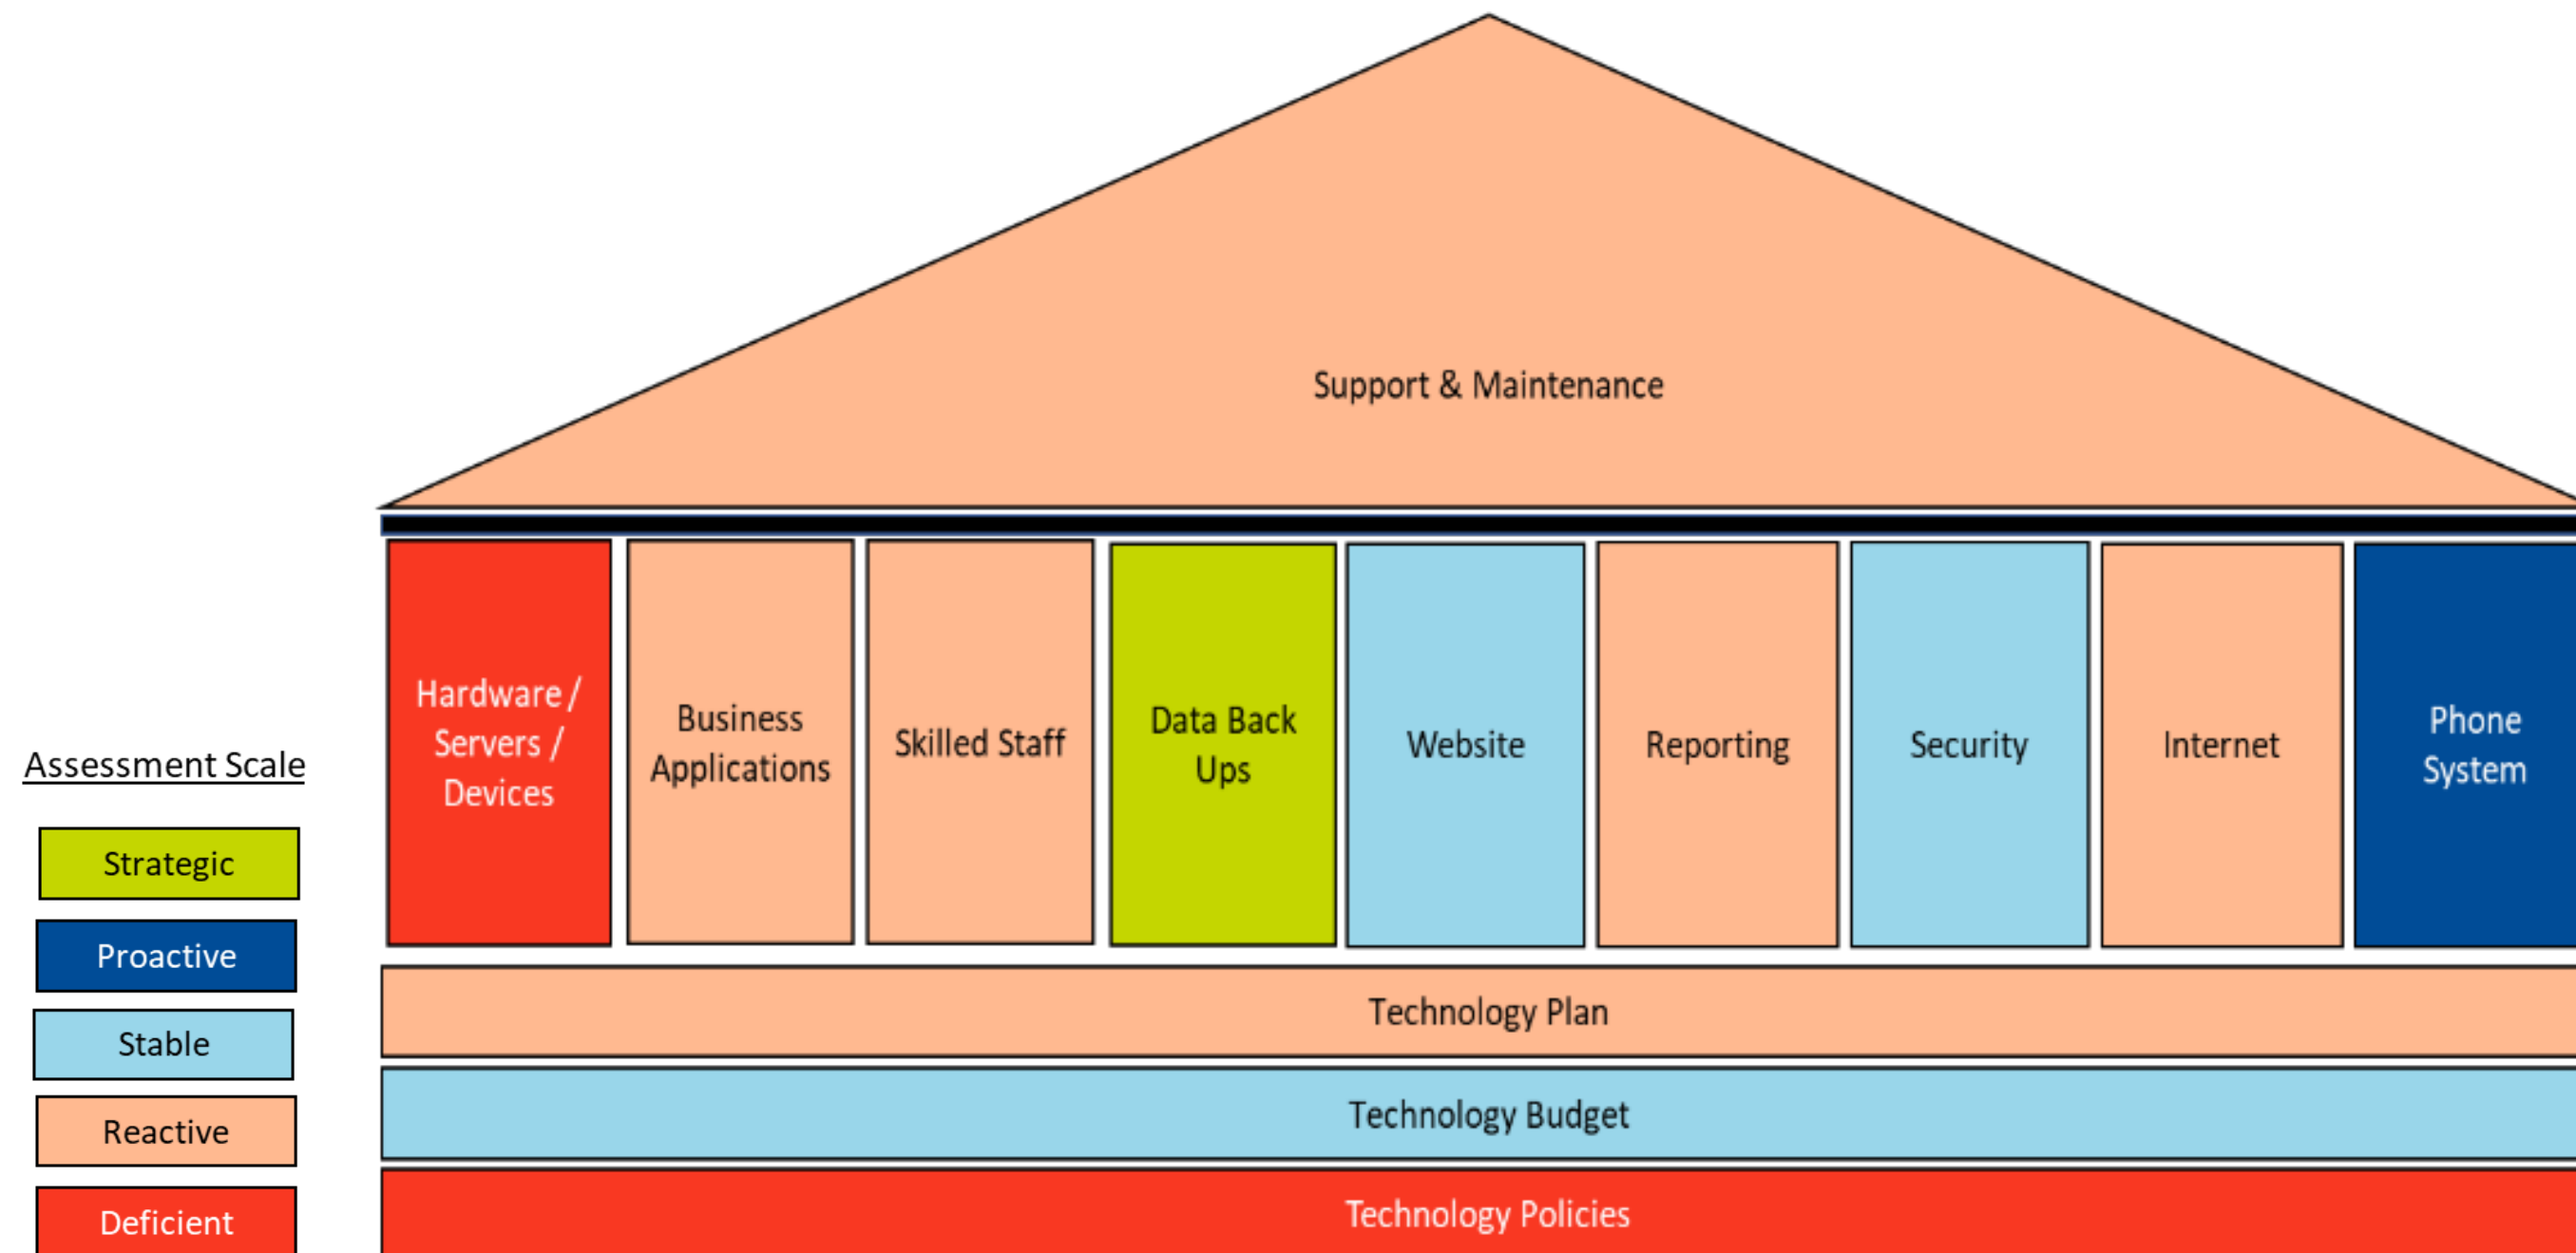 Support & Maintenance
Hardware /
Servers /
Devices
Business
Applications
Skilled Staff
Data Back
Ups
Website
Reporting
Security
Internet
Phone
System
Technology Plan
Technology Budget
Technology Policies
Assessment Scale
Strategic
Proactive
Stable
Reactive
Deficient